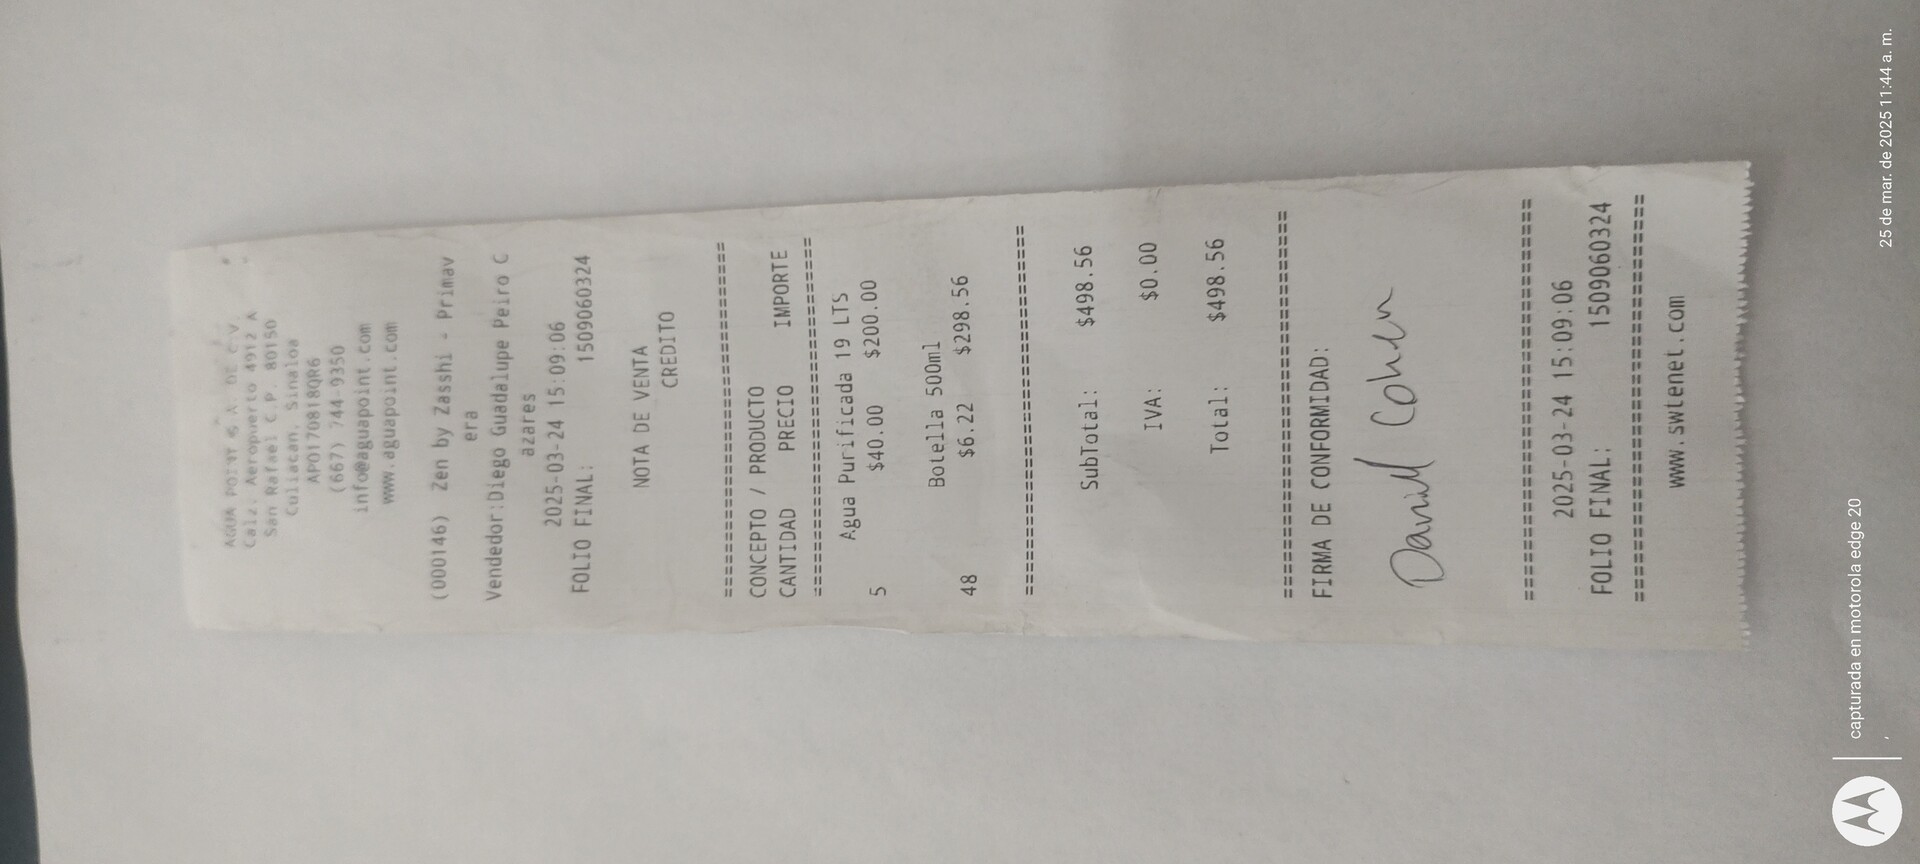 AGUA POINT S. A. DE C.V.
Calz. Aeropuerto 4912 A
San Rafael C.P. 80150
Culiacan, Sinaloa
APO170818QR6
(667) 744-9350
info@aguapoint.com
www.aguapoint.com
(000146) Zen by Zasshi - Primav
era
Vendedor:Diego Guadalupe Peiro C
azares
2025-03-24 15:09:06
FOLIO FINAL: 1509060324
NOTA DE VENTA
CREDITO
================================
CONCEPTO / PRODUCTO
CANTIDAD PRECIO IMPORTE
================================
Agua Purificada 19 LTS
5 $40.00 $200.00
Botella 500ml
48 $6.22 $298.56
================================
SubTotal: $498.56
IVA: $0.00
Total: $498.56
================================
FIRMA DE CONFORMIDAD:
Daniel Cohen
================================
2025-03-24 15:09:06
FOLIO FINAL: 1509060324
================================
www.swtenet.com
capturada en motorola edge 20
25 de mar. de 2025 11:44 a. m.